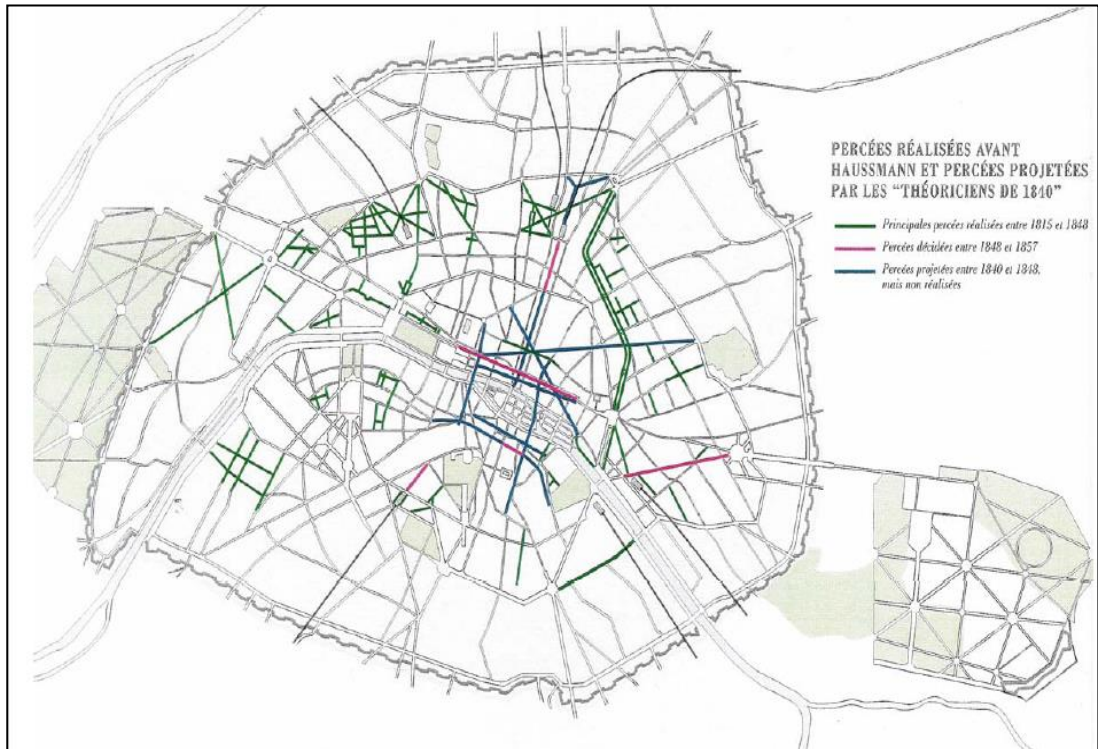 PERCÉES RÉALISÉES AVANT
HAUSSMANN ET PERCÉES PROJETÉES
PAR LES "THÉORICIENS DE 1840"
Principales percées réalisées entre 1815 et 1848
Percées décidées entre 1848 et 1857
Percées projetées entre 1840 et 1848,
mais non réalisées